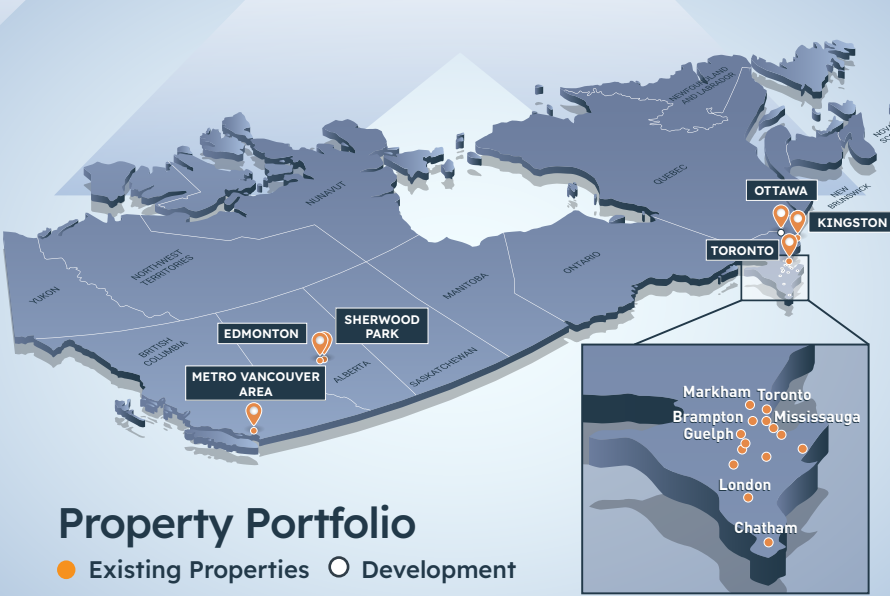 NEWFOUNDLAND
AND LABRADOR
QUEBEC
NEW
BRUNSWICK
NUNAVUT
OTTAWA
KINGSTON
TORONTO
ONTARIO
MANITOBA
NORTHWEST
TERRITORIES
YUKON
SHERWOOD
PARK
EDMONTON
BRITISH
COLUMBIA
ALBERTA
SASKATCHEWAN
METRO VANCOUVER
AREA
Markham
Toronto
Brampton
Mississauga
Guelph
London
Chatham
Property Portfolio
Existing Properties
Development